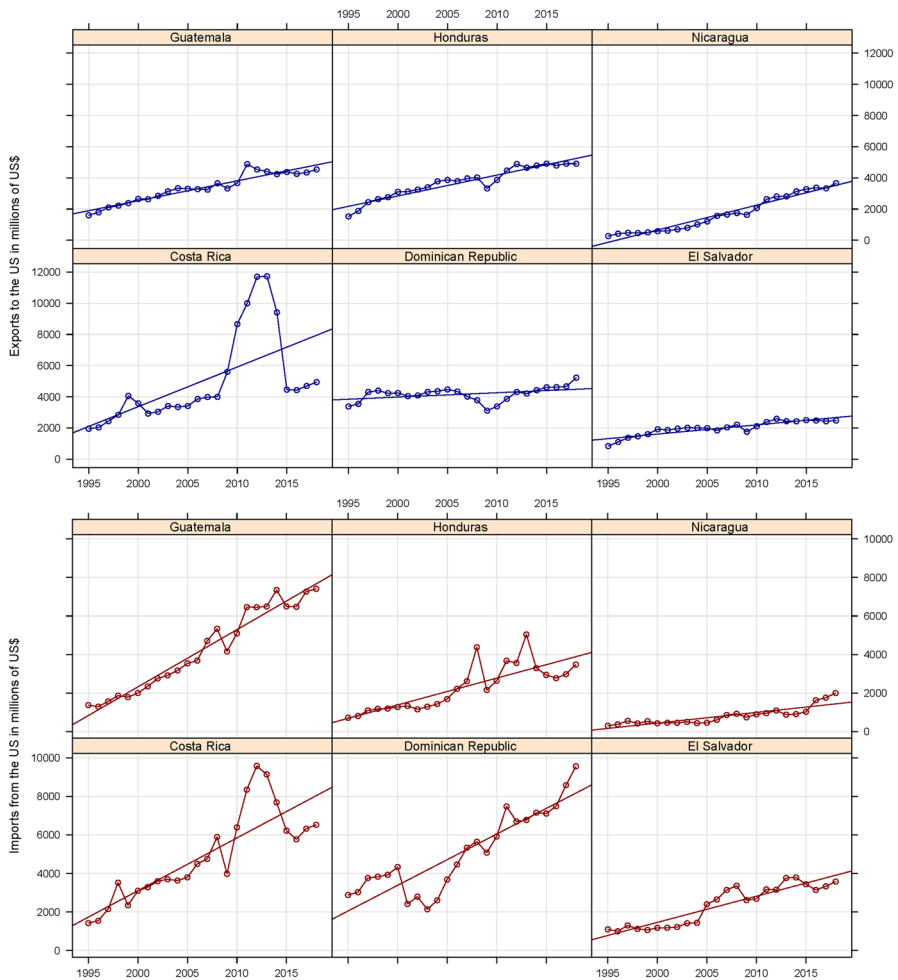 1995 2000 2005 2010 2015
Guatemala Honduras Nicaragua
12000
10000
8000
6000
4000
2000
0
Exports to the US in millions of US$
Costa Rica Dominican Republic El Salvador
12000
10000
8000
6000
4000
2000
0
1995 2000 2005 2010 2015 1995 2000 2005 2010 2015
1995 2000 2005 2010 2015
Guatemala Honduras Nicaragua
10000
8000
6000
4000
2000
0
Imports from the US in millions of US$
Costa Rica Dominican Republic El Salvador
10000
8000
6000
4000
2000
0
1995 2000 2005 2010 2015 1995 2000 2005 2010 2015